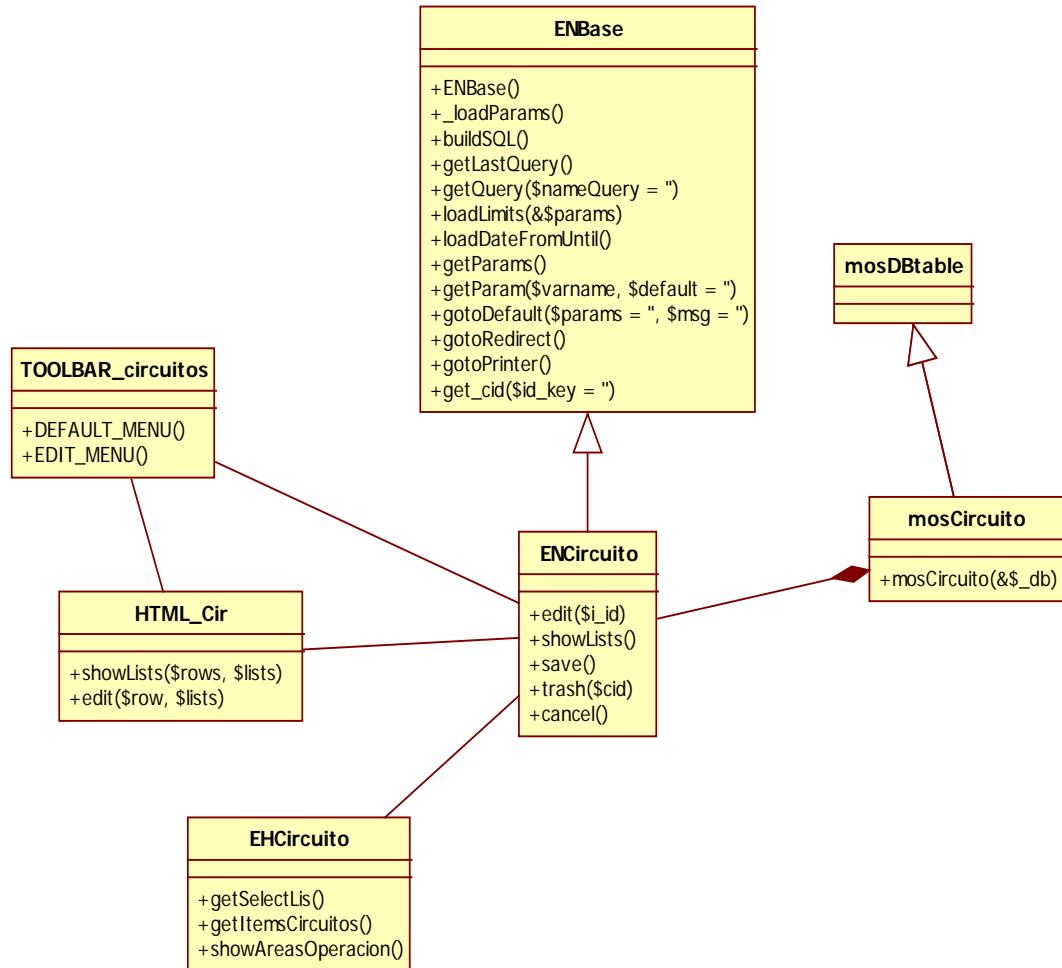 ENBase
+ENBase()
+_loadParams()
+buildSQL()
+getLastQuery()
+getQuery($nameQuery = '')
+loadLimits(&$params)
+loadDateFromUntil()
+getParams()
+getParam($varname, $default = '')
+gotoDefault($params = '', $msg = '')
+gotoRedirect()
+gotoPrinter()
+get_cid($id_key = '')
mosDBtable
TOOLBAR_circuitos
+DEFAULT_MENU()
+EDIT_MENU()
mosCircuito
+mosCircuito(&$_db)
ENCircuito
+edit($i_id)
+showLists()
+save()
+trash($cid)
+cancel()
HTML_Cir
+showLists($rows, $lists)
+edit($row, $lists)
EHCircuito
+getSelectLis()
+getItemsCircuitos()
+showAreasOperacion()